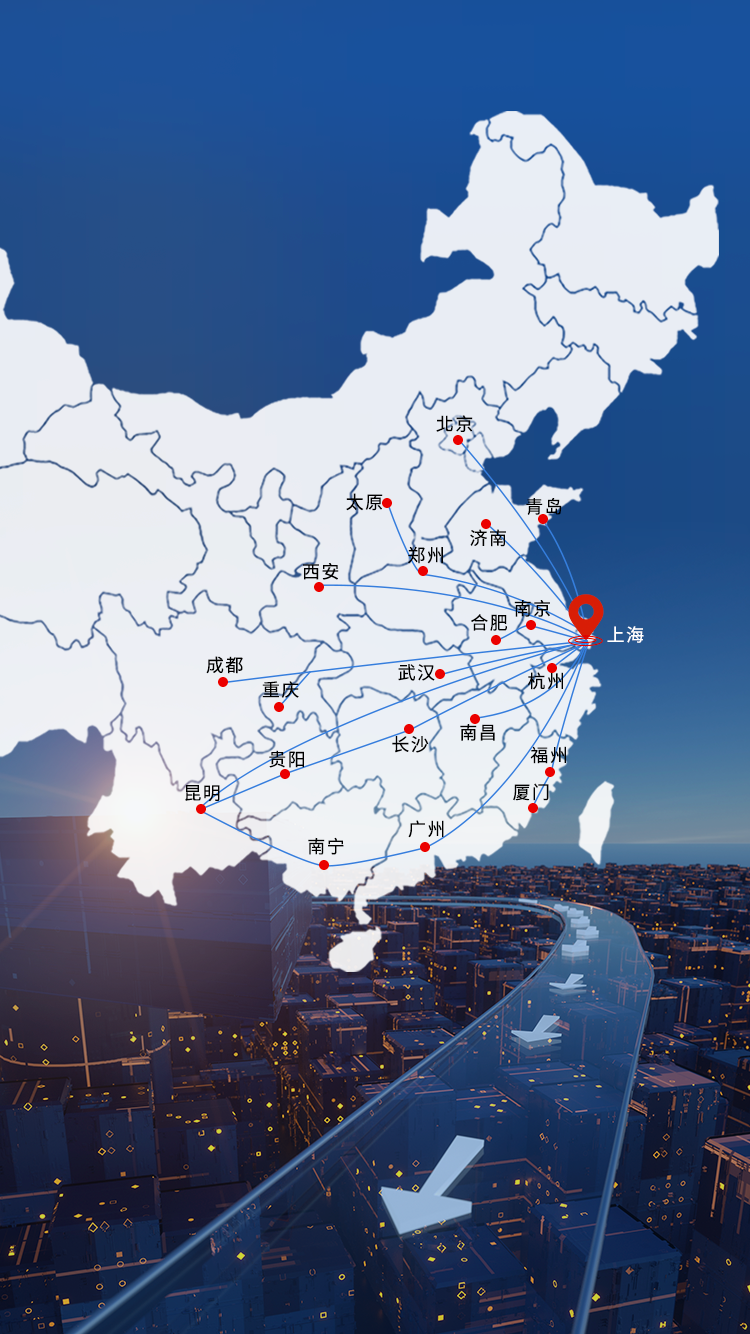 北京
太原
青岛
济南
郑州
西安
南京
合肥
上海
成都
武汉
杭州
重庆
南昌
长沙
福州
贵阳
昆明
厦门
广州
南宁